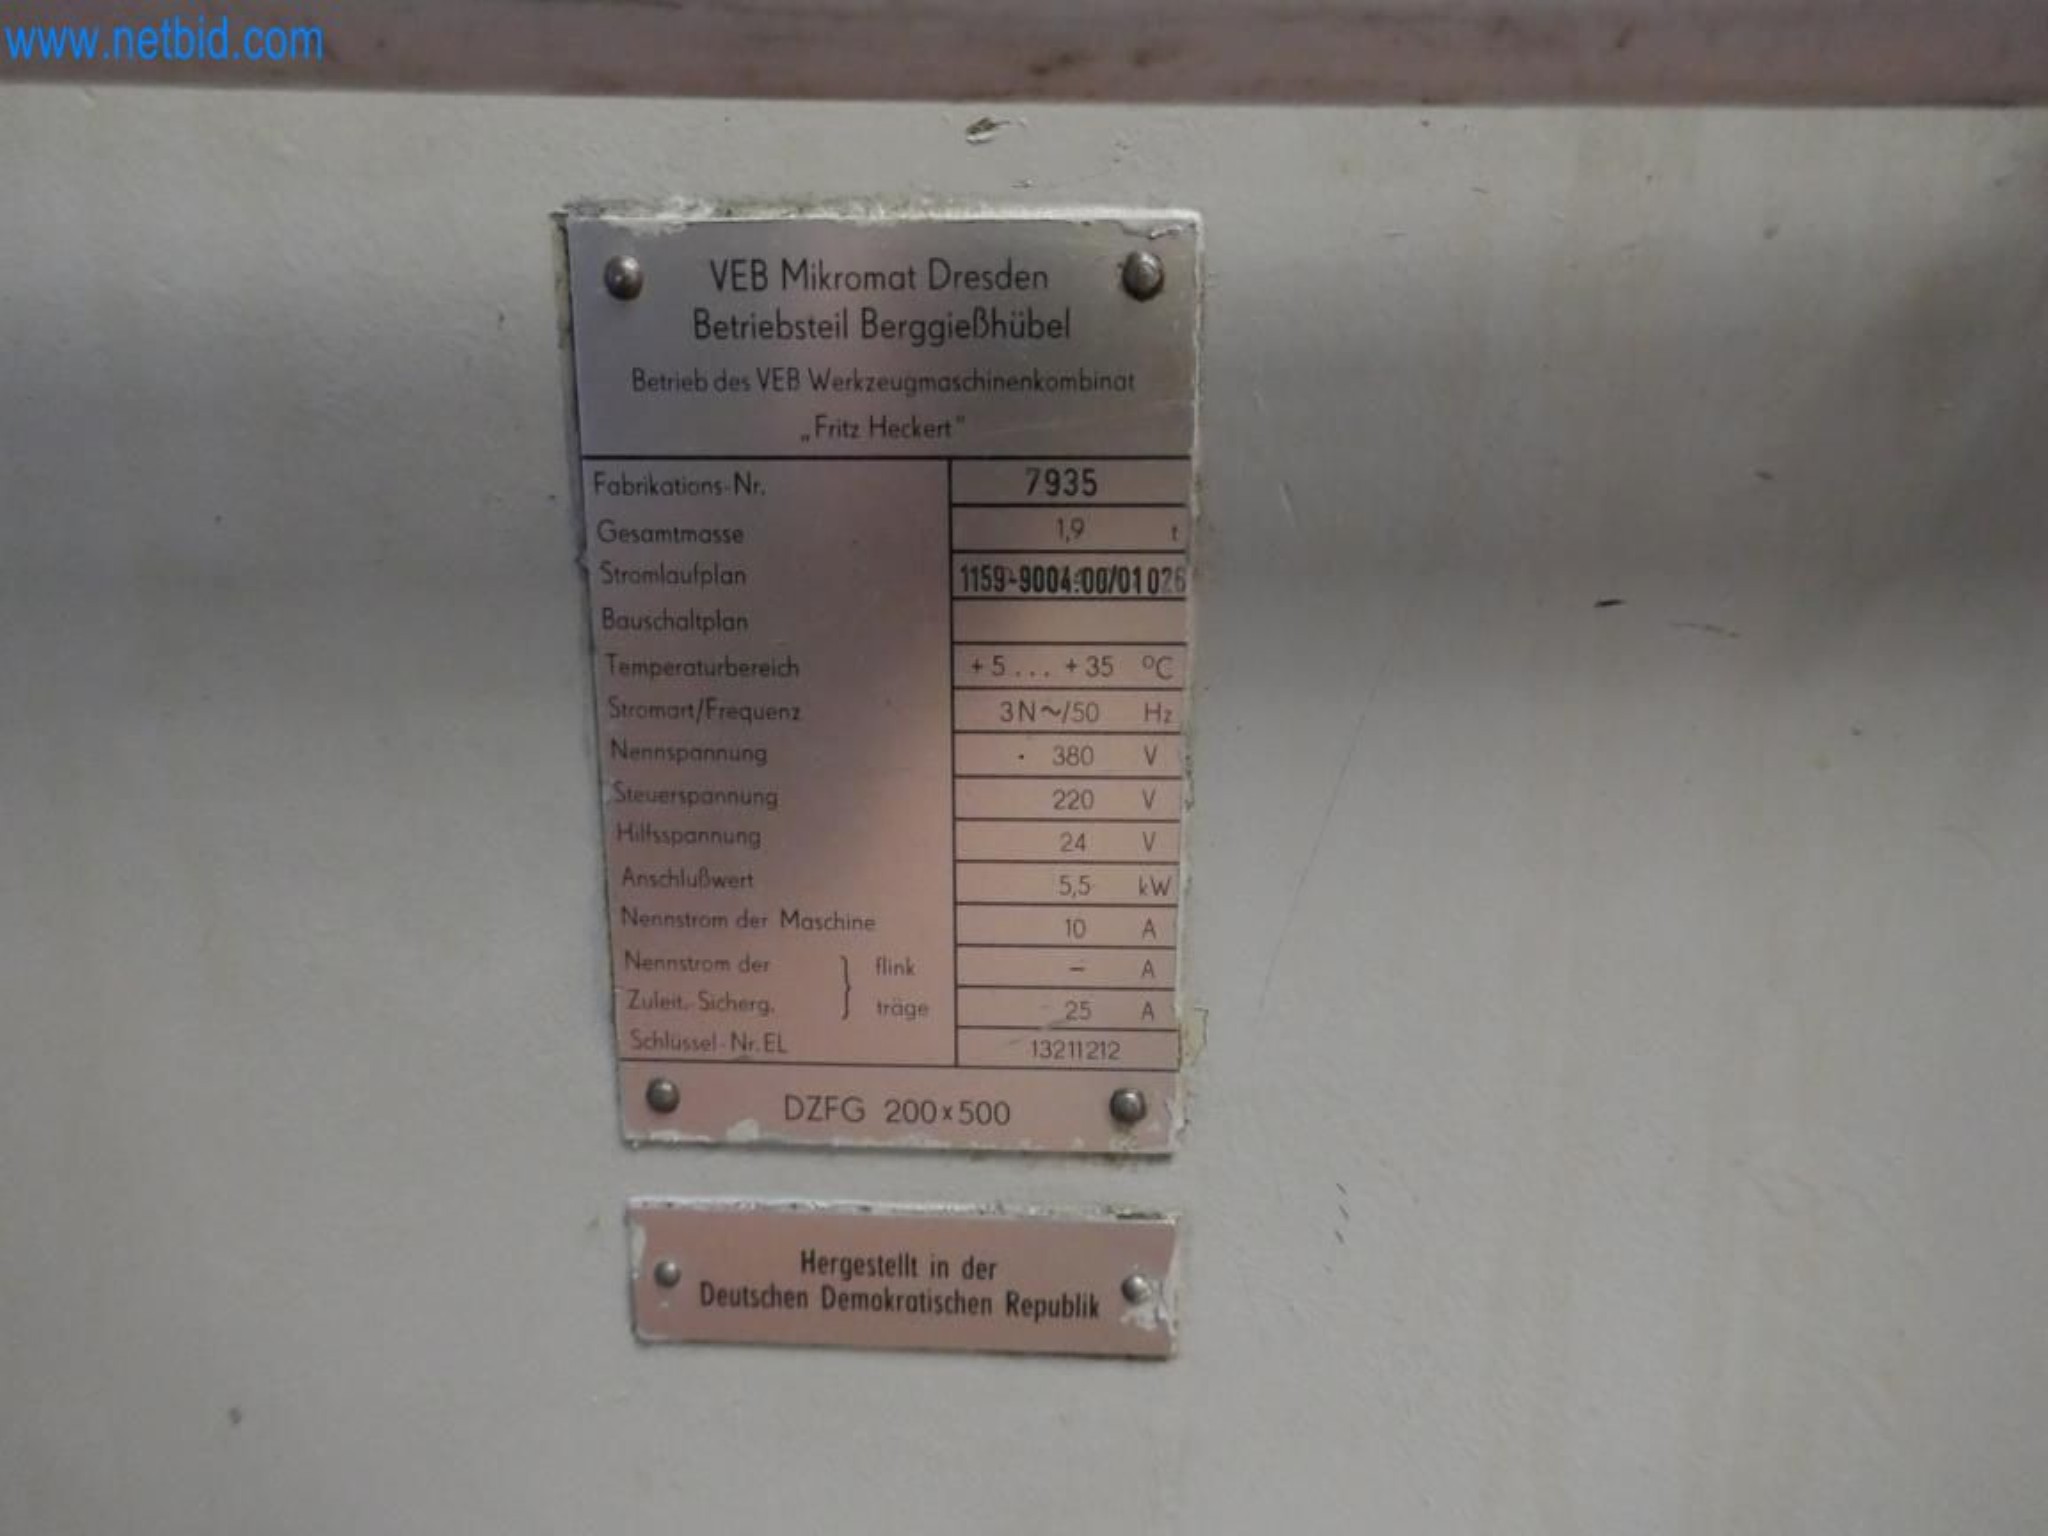 www.netbid.com
VEB Mikromat Dresden
Betriebsteil Berggießhübel
Betrieb des VEB Werkzeugmaschinenkombinat
„Fritz Heckert"
Fabrikations-Nr. 7935
Gesamtmasse 1,9 t
Stromlaufplan 1159-9004:00/01026
Bauschaltplan
Temperaturbereich +5 ... +35 °C
Stromart/Frequenz 3N~/50 Hz
Nennspannung 380 V
Steuerspannung 220 V
Hilfsspannung 24 V
Anschlußwert 5,5 kW
Nennstrom der Maschine 10 A
Nennstrom der } flink – A
Zuleit.-Sicherg. träge 25 A
Schlüssel-Nr. EL 13211212
DZFG 200x500
Hergestellt in der
Deutschen Demokratischen Republik